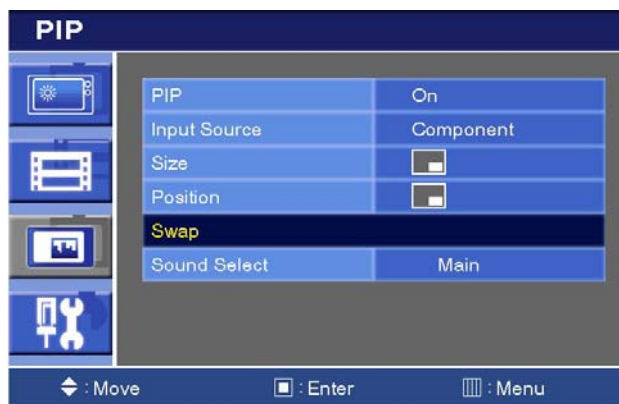 PIP
PIP On
Input Source Component
Size
Position
Swap
Sound Select Main
: Move : Enter : Menu